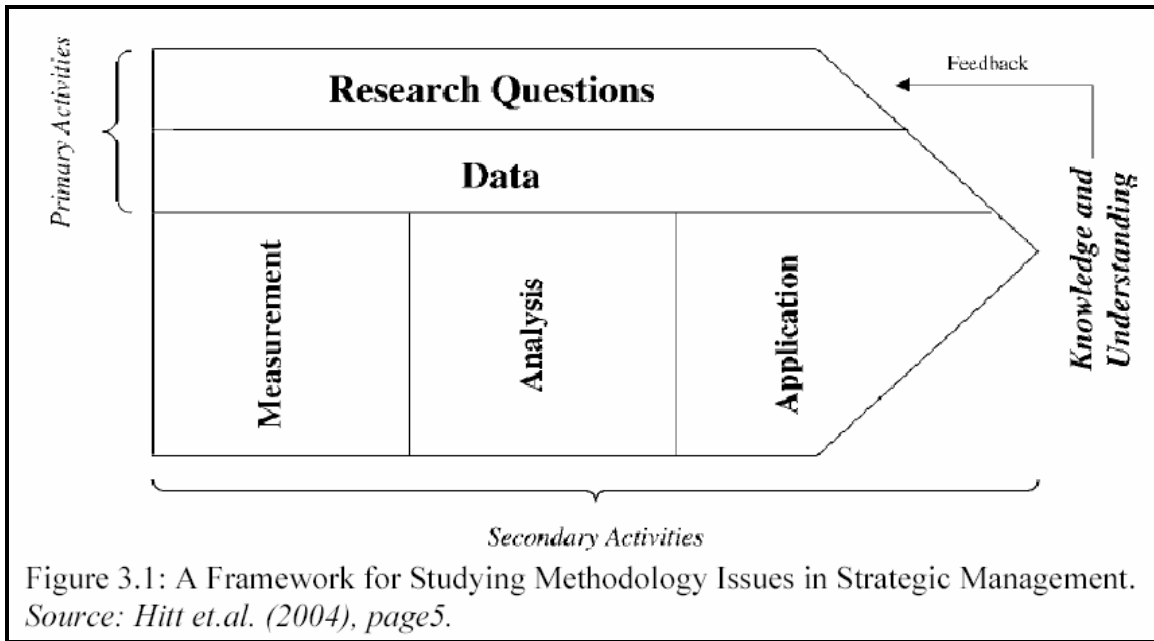 Primary Activities
Research Questions
Data
Measurement
Analysis
Application
Feedback
Knowledge and
Understanding
Secondary Activities
Figure 3.1: A Framework for Studying Methodology Issues in Strategic Management.
Source: Hitt et.al. (2004), page5.